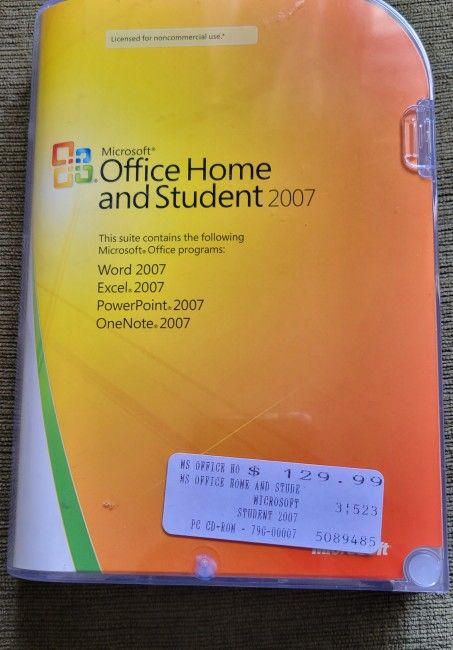 Licensed for noncommercial use.*
Microsoft®
Office Home
and Student 2007
This suite contains the following
Microsoft® Office programs:
Word 2007
Excel® 2007
PowerPoint® 2007
OneNote® 2007
MS OFFICE HO $ 129.99
MS OFFICE HOME AND STUDE
MICROSOFT 3:523
STUDENT 2007
PC CD-ROM - 79G-00007 5089485